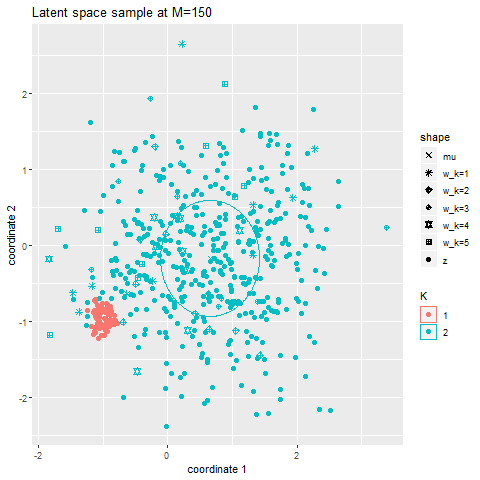 Latent space sample at M=150
coordinate 2
2
1
0
-1
-2
-2
0
2
coordinate 1
shape
mu
w_k=1
w_k=2
w_k=3
w_k=4
w_k=5
z
K
1
2